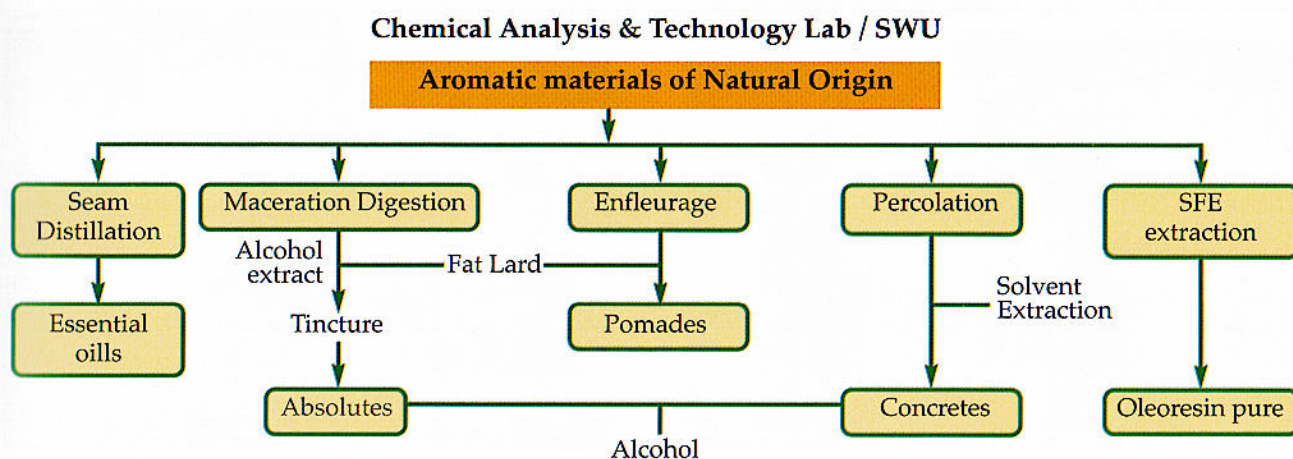 Chemical Analysis & Technology Lab / SWU
Aromatic materials of Natural Origin
Seam
Distillation
Maceration Digestion
Enfleurage
Percolation
SFE
extraction
Alcohol
extract
Fat Lard
Solvent
Extraction
Essential
oills
Tincture
Pomades
Absolutes
Concretes
Oleoresin pure
Alcohol